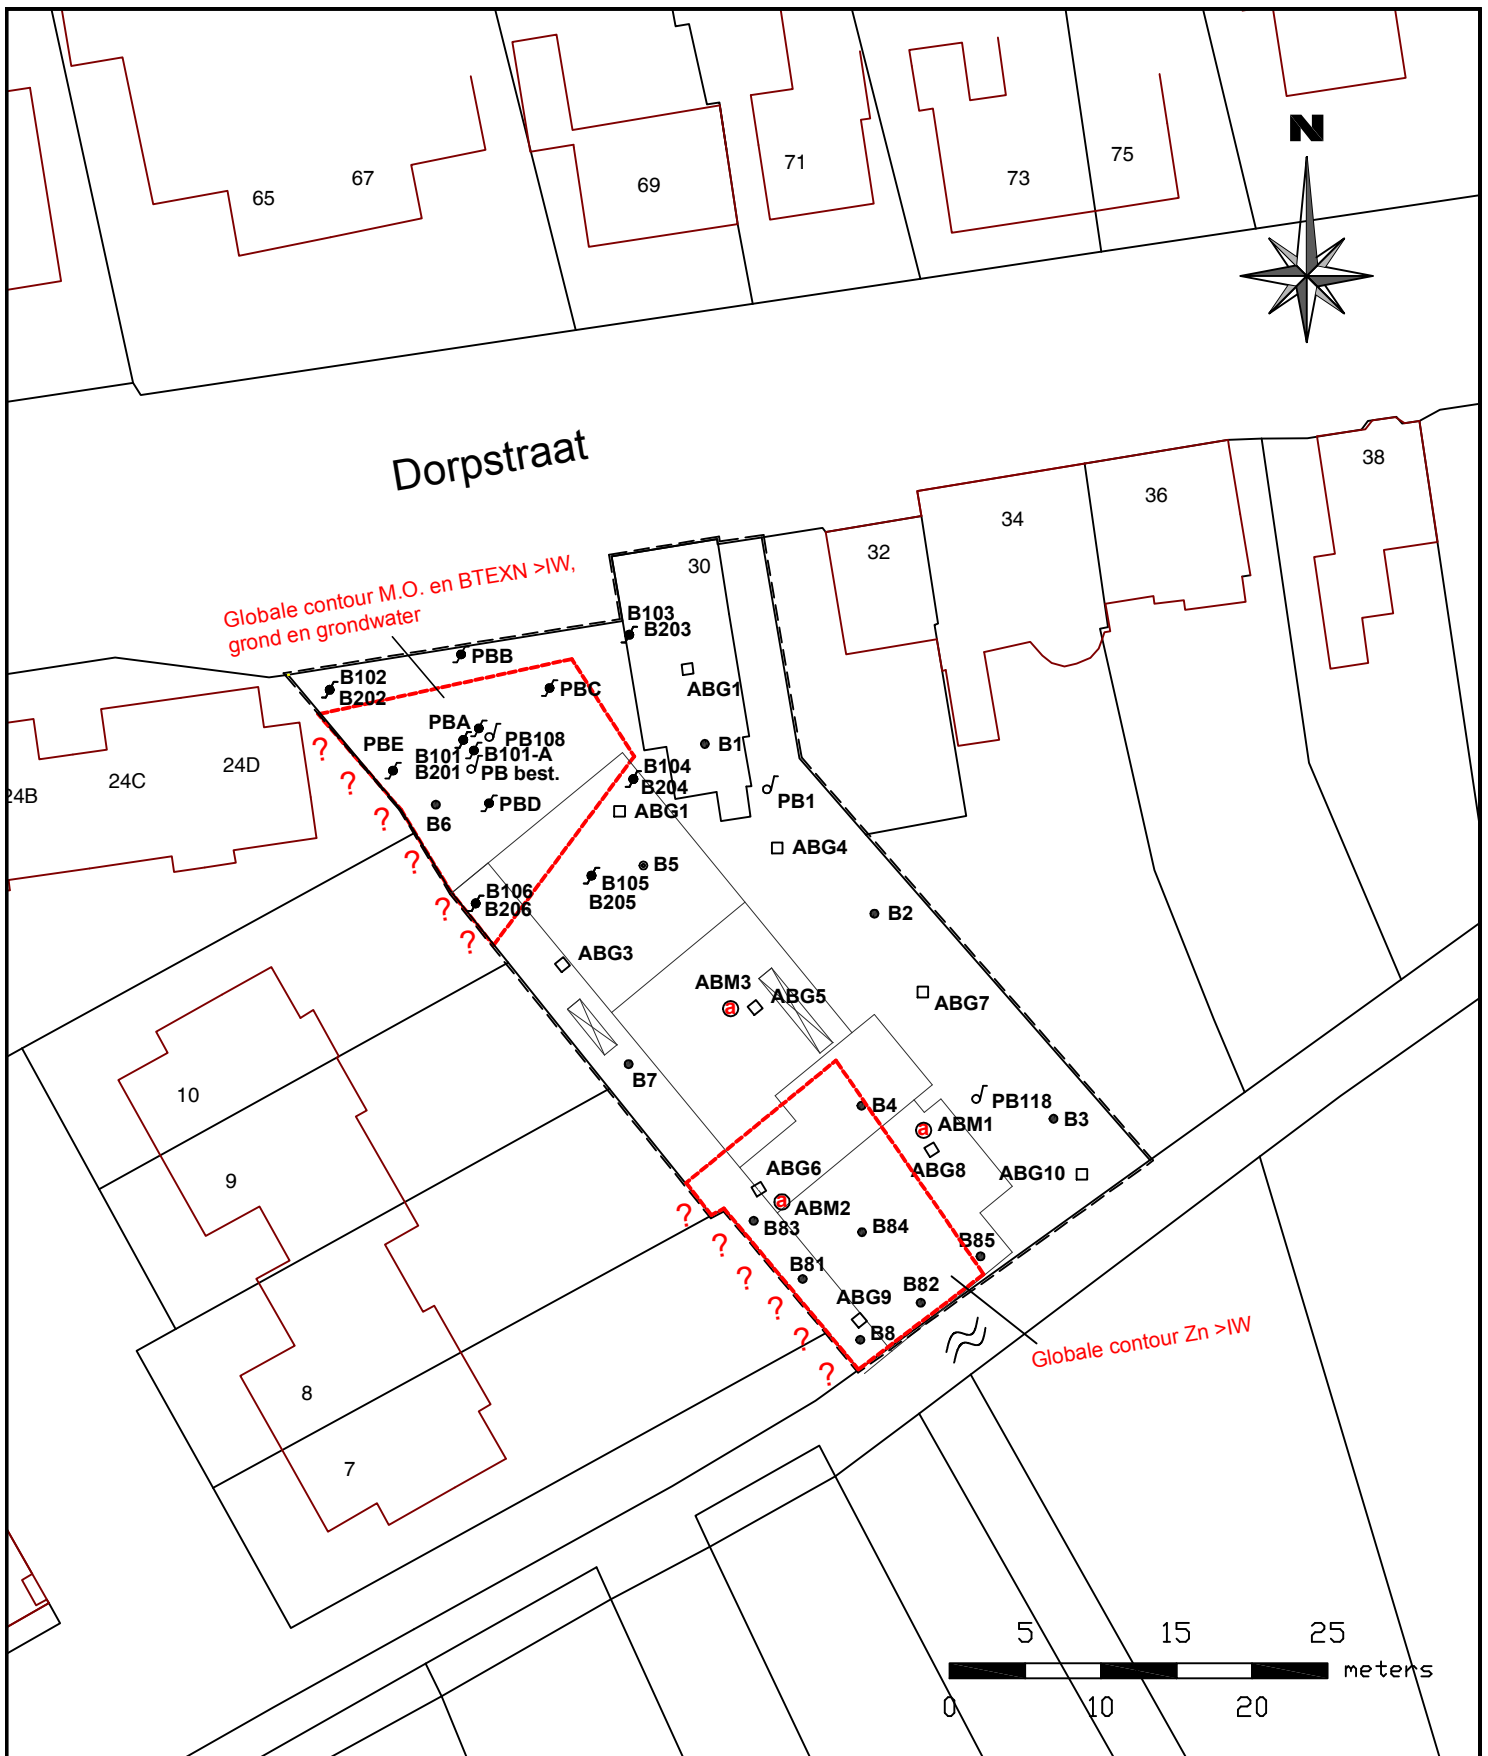 65
67
69
71
73
75
N
Dorpstraat
38
36
34
32
30
Globale contour M.O. en BTEXN >IW,
grond en grondwater
B103
B203
PBB
B102
B202
PBC
ABG1
PBA
PB108
PBE
B101
B101-A
B201
PB best.
B1
24D
24C
24B
B104
B204
PB1
PBD
ABG1
B6
ABG4
B5
B105
B205
B106
B206
B2
?
?
?
?
?
?
ABG3
ABM3
a
ABG5
ABG7
B7
10
PB118
B4
B3
a
ABM1
ABG8
ABG10
ABG6
9
a
ABM2
B83
B84
B85
B81
B82
ABG9
B8
?
?
?
?
?
?
Globale contour Zn >IW
8
7
5
15
25
meters
0
10
20